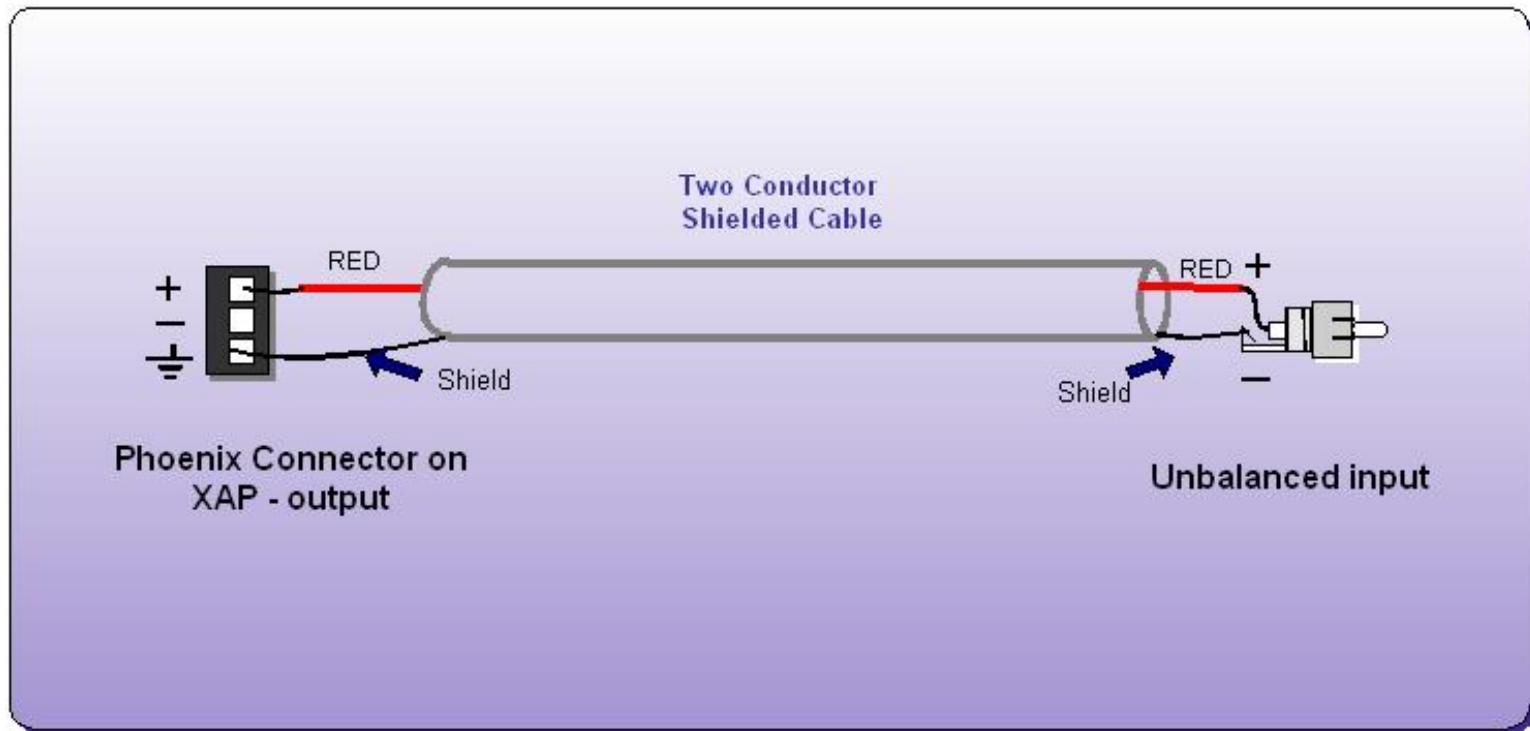 Two Conductor
Shielded Cable
RED
RED +
+
−
Shield
Shield
−
Phoenix Connector on
XAP - output
Unbalanced input